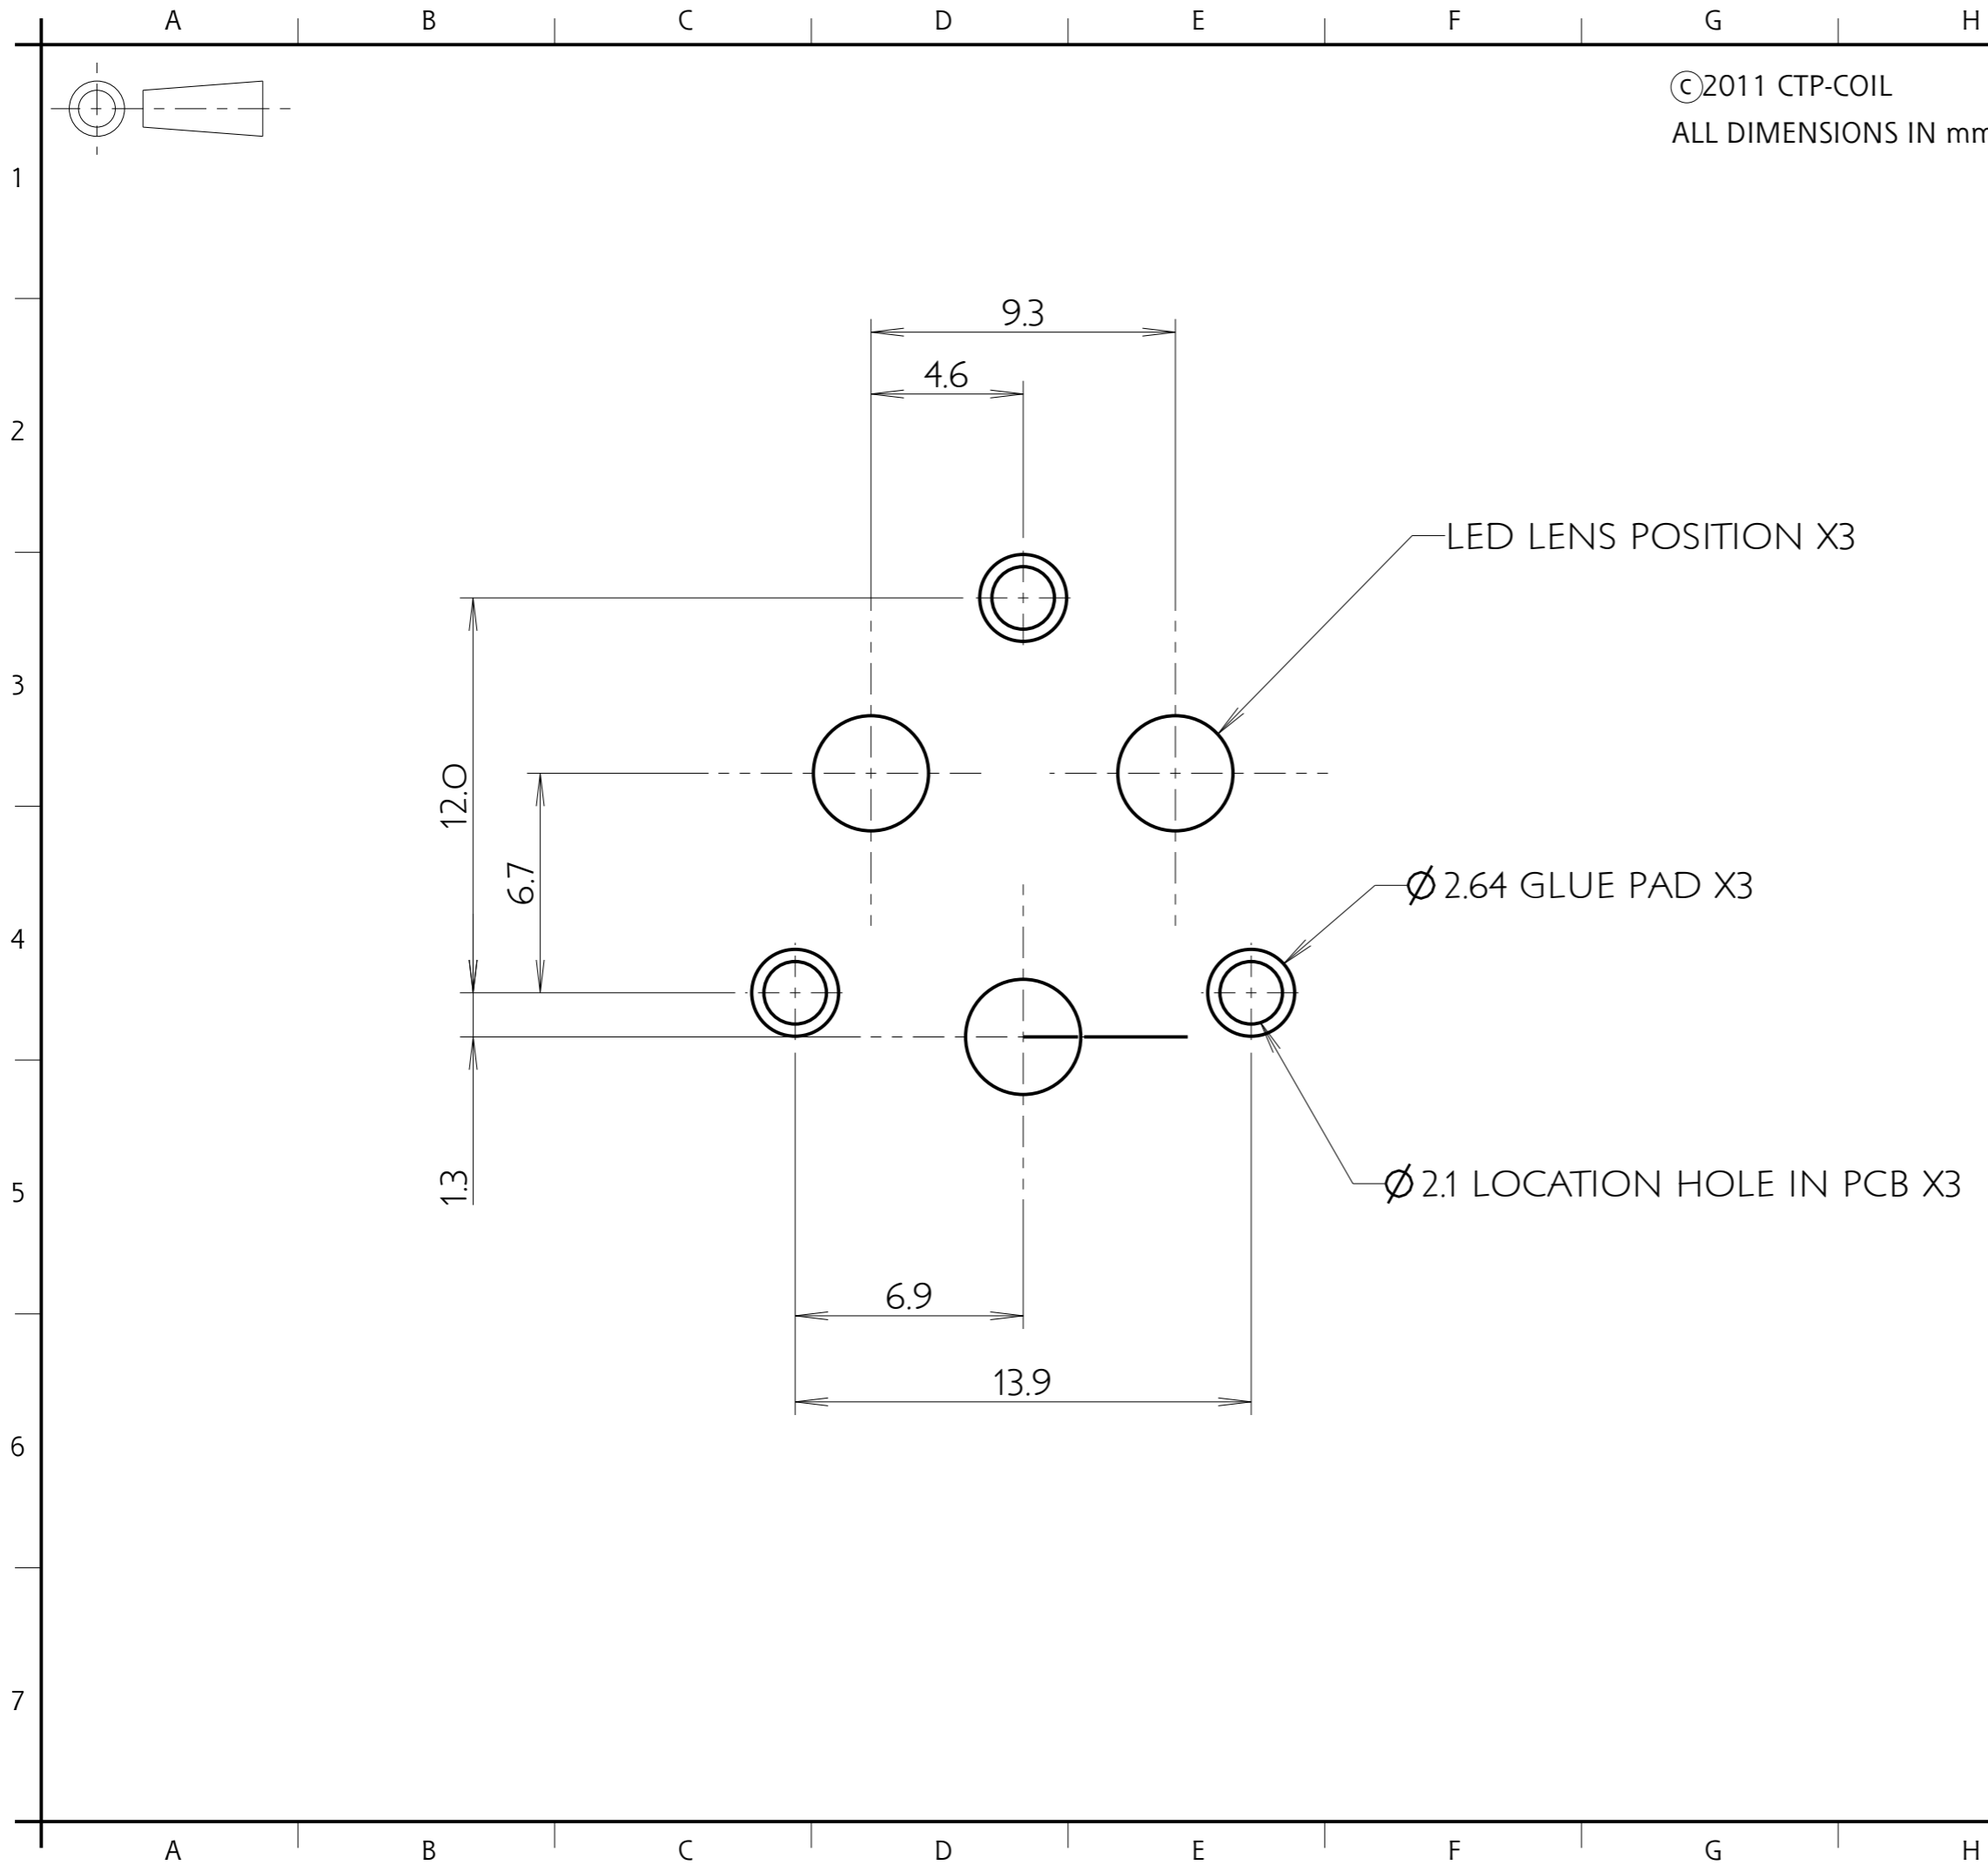 A B C D E F G H
©2011 CTP-COIL
ALL DIMENSIONS IN mm
1
9.3
4.6
2
LED LENS POSITION X3
3
12.0
6.7
Ø 2.64 GLUE PAD X3
4
1.3
Ø 2.1 LOCATION HOLE IN PCB X3
5
6.9
13.9
6
7
A B C D E F G H